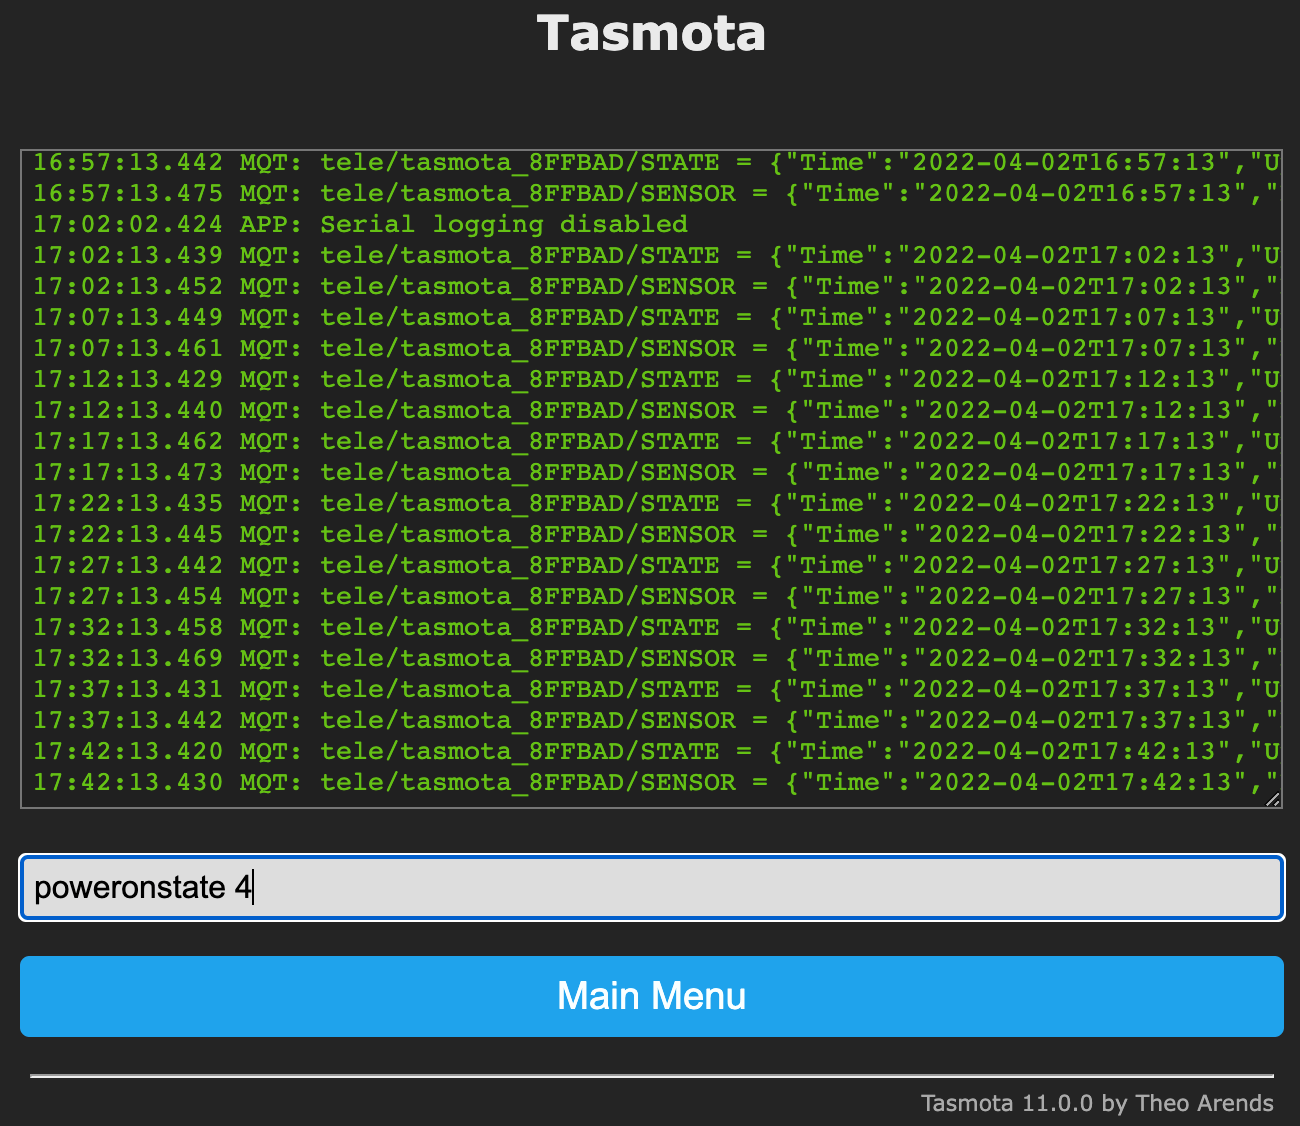 Tasmota
16:57:13.442 MQT: tele/tasmota_8FFBAD/STATE = {"Time":"2022-04-02T16:57:13","U
16:57:13.475 MQT: tele/tasmota_8FFBAD/SENSOR = {"Time":"2022-04-02T16:57:13","
17:02:02.424 APP: Serial logging disabled
17:02:13.439 MQT: tele/tasmota_8FFBAD/STATE = {"Time":"2022-04-02T17:02:13","U
17:02:13.452 MQT: tele/tasmota_8FFBAD/SENSOR = {"Time":"2022-04-02T17:02:13","
17:07:13.449 MQT: tele/tasmota_8FFBAD/STATE = {"Time":"2022-04-02T17:07:13","U
17:07:13.461 MQT: tele/tasmota_8FFBAD/SENSOR = {"Time":"2022-04-02T17:07:13","
17:12:13.429 MQT: tele/tasmota_8FFBAD/STATE = {"Time":"2022-04-02T17:12:13","U
17:12:13.440 MQT: tele/tasmota_8FFBAD/SENSOR = {"Time":"2022-04-02T17:12:13","
17:17:13.462 MQT: tele/tasmota_8FFBAD/STATE = {"Time":"2022-04-02T17:17:13","U
17:17:13.473 MQT: tele/tasmota_8FFBAD/SENSOR = {"Time":"2022-04-02T17:17:13","
17:22:13.435 MQT: tele/tasmota_8FFBAD/STATE = {"Time":"2022-04-02T17:22:13","U
17:22:13.445 MQT: tele/tasmota_8FFBAD/SENSOR = {"Time":"2022-04-02T17:22:13","
17:27:13.442 MQT: tele/tasmota_8FFBAD/STATE = {"Time":"2022-04-02T17:27:13","U
17:27:13.454 MQT: tele/tasmota_8FFBAD/SENSOR = {"Time":"2022-04-02T17:27:13","
17:32:13.458 MQT: tele/tasmota_8FFBAD/STATE = {"Time":"2022-04-02T17:32:13","U
17:32:13.469 MQT: tele/tasmota_8FFBAD/SENSOR = {"Time":"2022-04-02T17:32:13","
17:37:13.431 MQT: tele/tasmota_8FFBAD/STATE = {"Time":"2022-04-02T17:37:13","U
17:37:13.442 MQT: tele/tasmota_8FFBAD/SENSOR = {"Time":"2022-04-02T17:37:13","
17:42:13.420 MQT: tele/tasmota_8FFBAD/STATE = {"Time":"2022-04-02T17:42:13","U
17:42:13.430 MQT: tele/tasmota_8FFBAD/SENSOR = {"Time":"2022-04-02T17:42:13","
poweronstate 4
Main Menu
Tasmota 11.0.0 by Theo Arends